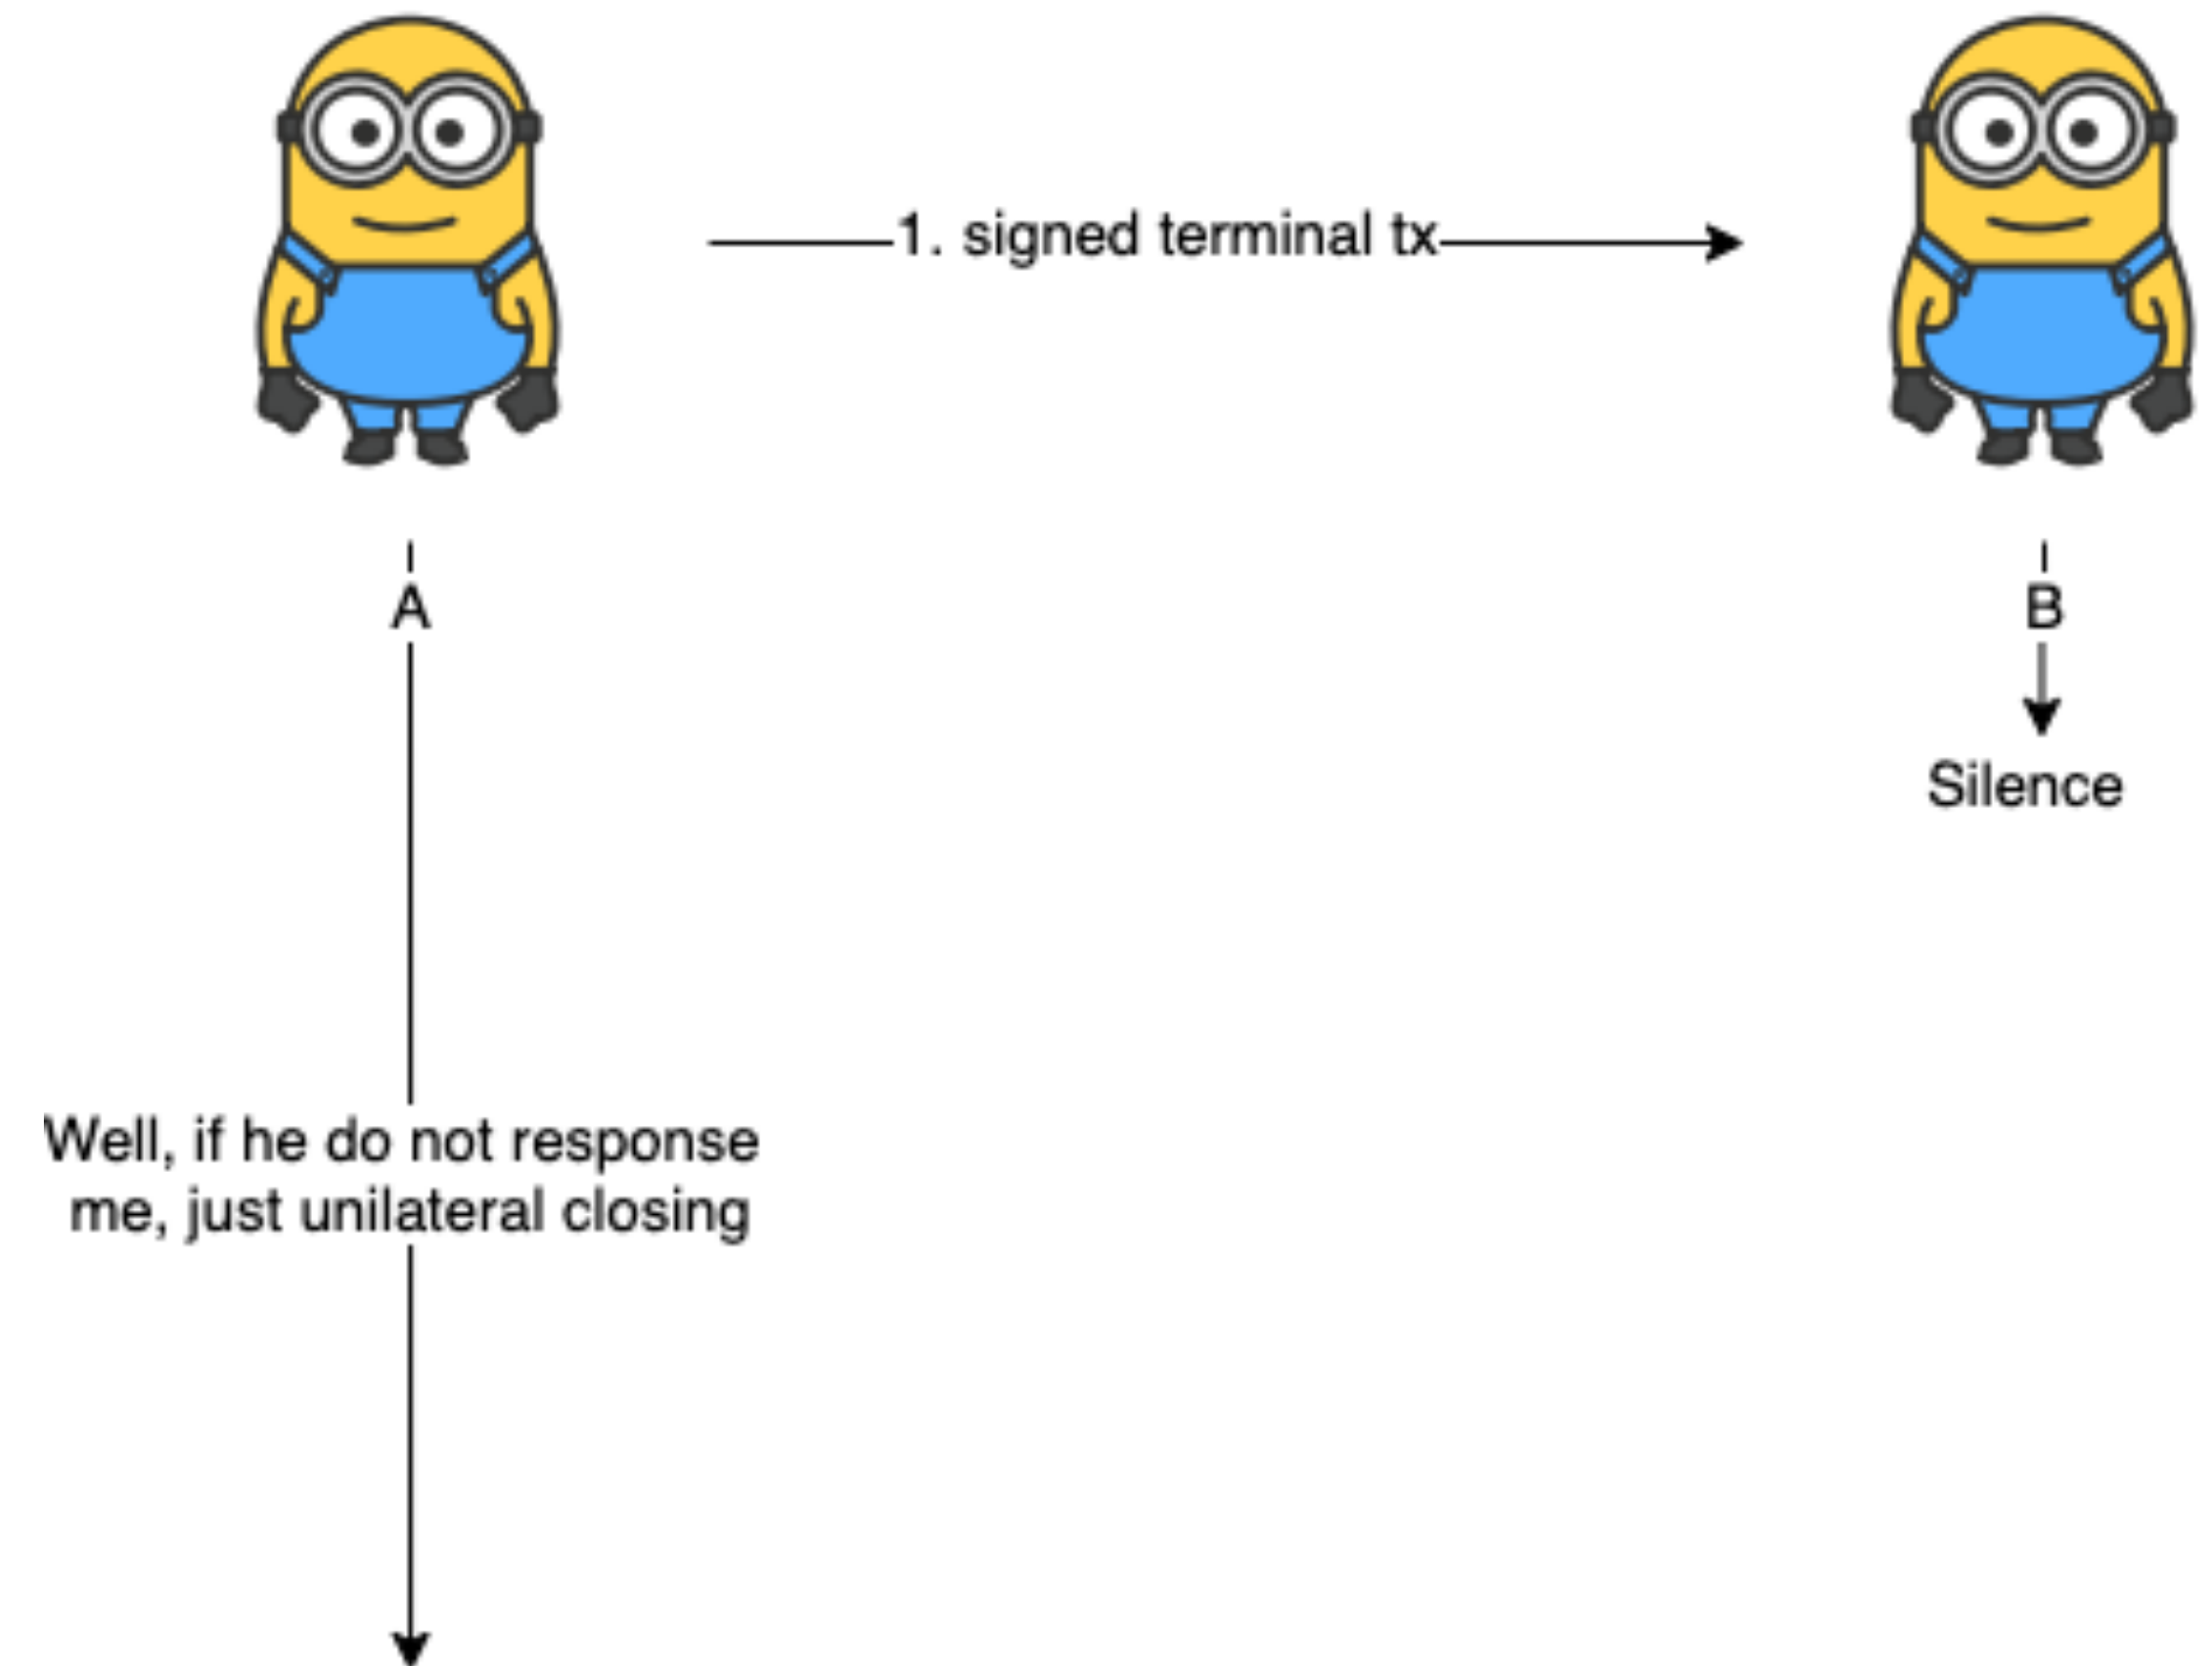 1. signed terminal tx
A
B
Silence
Well, if he do not response
me, just unilateral closing